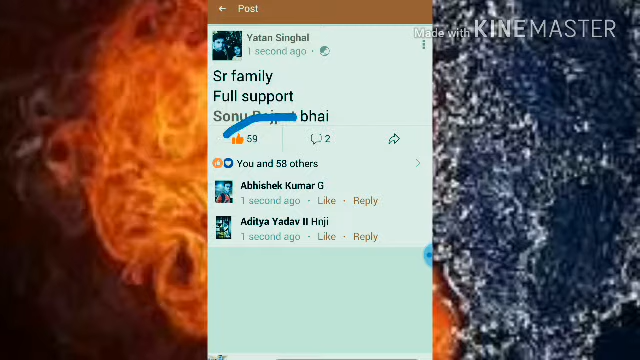 Post
Made with KINEMASTER
Yatan Singhal
1 second ago
Sr family
Full support
Sonu Rajput bhai
59
2
You and 58 others
Abhishek Kumar G
1 second ago · Like · Reply
Aditya Yadav II Hnji
1 second ago · Like · Reply